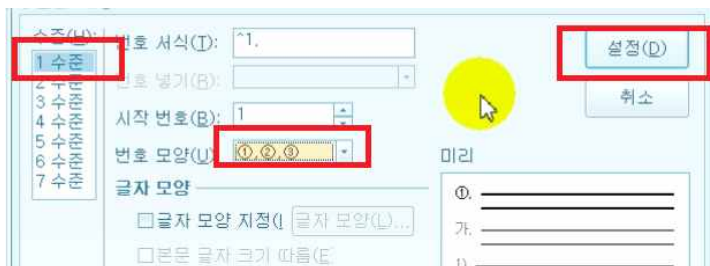 수준(H):
번호 서식(T): ^1.
설정(D)
1 수준
2 수준
번호 넣기(R):
3 수준
취소
4 수준
시작 번호(B): 1
5 수준
번호 모양(U) ①,②,③
미리
6 수준
7 수준
글자 모양
①.
글자 모양 지정(I 글자 모양(L)...
가.
본문 글자 크기 따름(E
1)